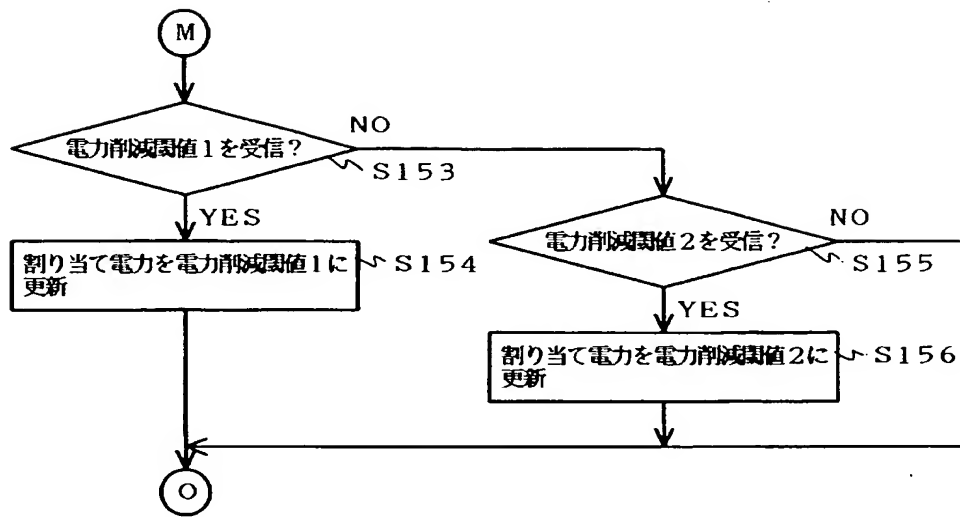 M
電力削減閾値1を受信?
NO
S153
YES
割り当て電力を電力削減閾値1に
更新
S154
電力削減閾値2を受信?
NO
S155
YES
割り当て電力を電力削減閾値2に
更新
S156
O